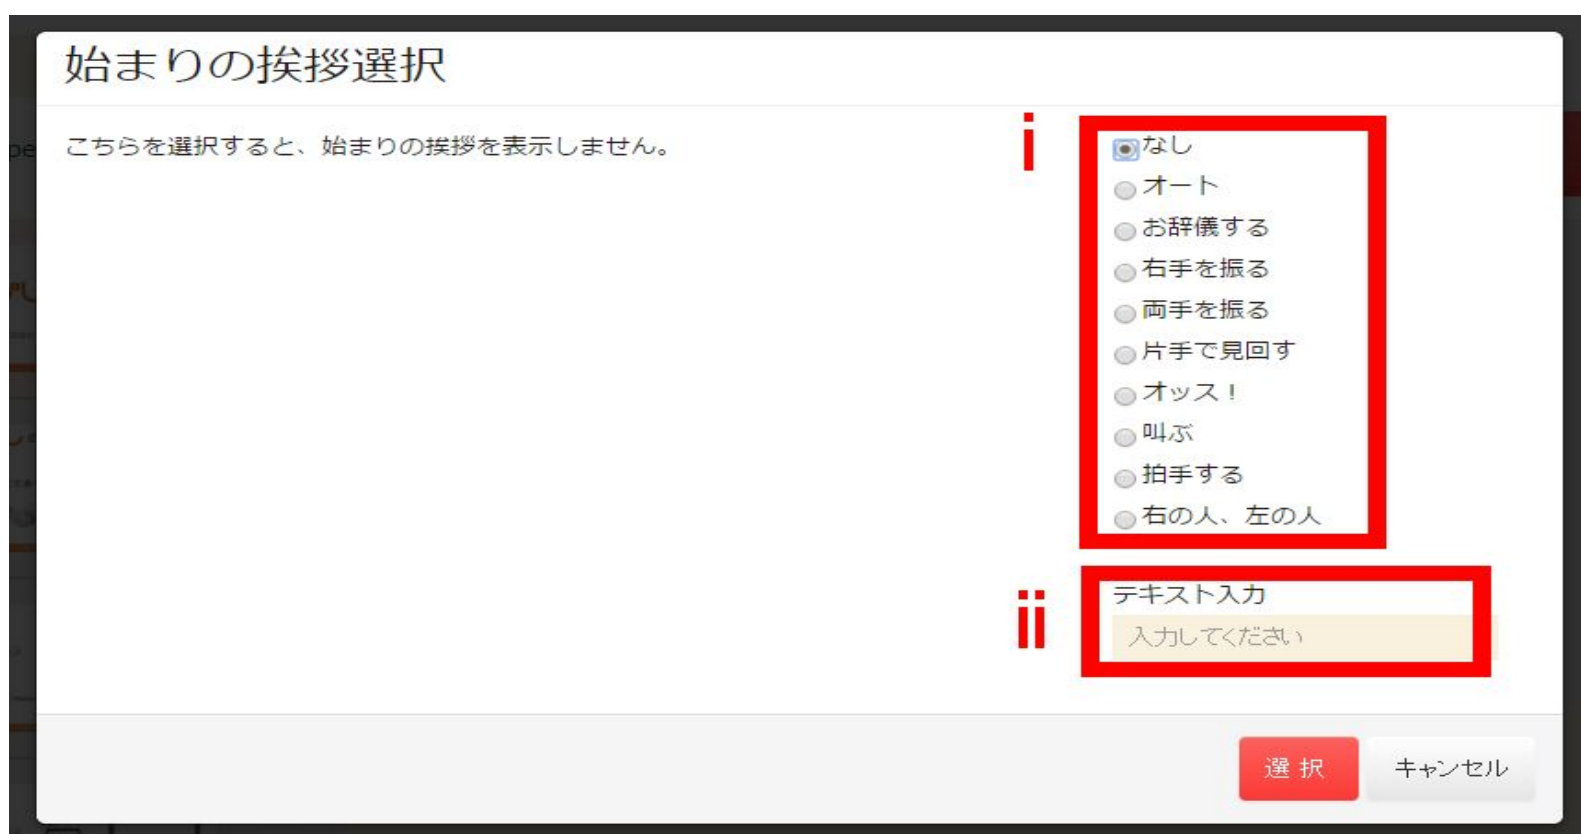 始まりの挨拶選択
こちらを選択すると、始まりの挨拶を表示しません。
i
なし
オート
お辞儀する
右手を振る
両手を振る
片手で見回す
オッス！
叫ぶ
拍手する
右の人、左の人
ii
テキスト入力
入力してください
選択
キャンセル